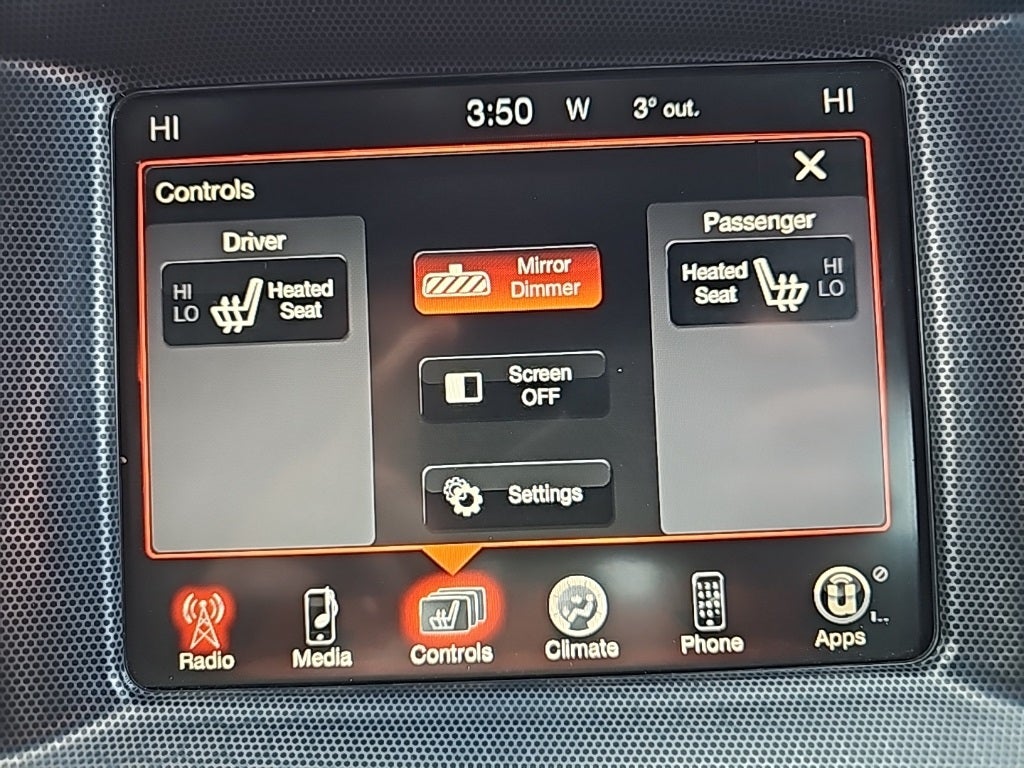 HI
3:50 W 3° out.
HI
Controls
X
Driver
HI
LO
Heated
Seat
Mirror
Dimmer
Passenger
Heated
Seat
HI
LO
Screen
OFF
Settings
Radio
Media
Controls
Climate
Phone
Apps